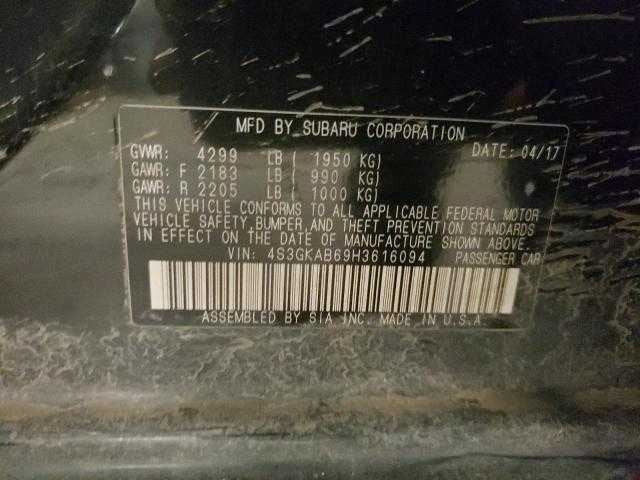 MFD BY SUBARU CORPORATION
GVWR: 4299 LB ( 1950 KG) DATE: 04/17
GAWR: F 2183 LB ( 990 KG)
GAWR: R 2205 LB ( 1000 KG)
THIS VEHICLE CONFORMS TO ALL APPLICABLE FEDERAL MOTOR
VEHICLE SAFETY, BUMPER, AND THEFT PREVENTION STANDARDS
IN EFFECT ON THE DATE OF MANUFACTURE SHOWN ABOVE.
VIN: 4S3GKAB69H3616094 PASSENGER CAR
ASSEMBLED BY SIA INC. MADE IN U.S.A.